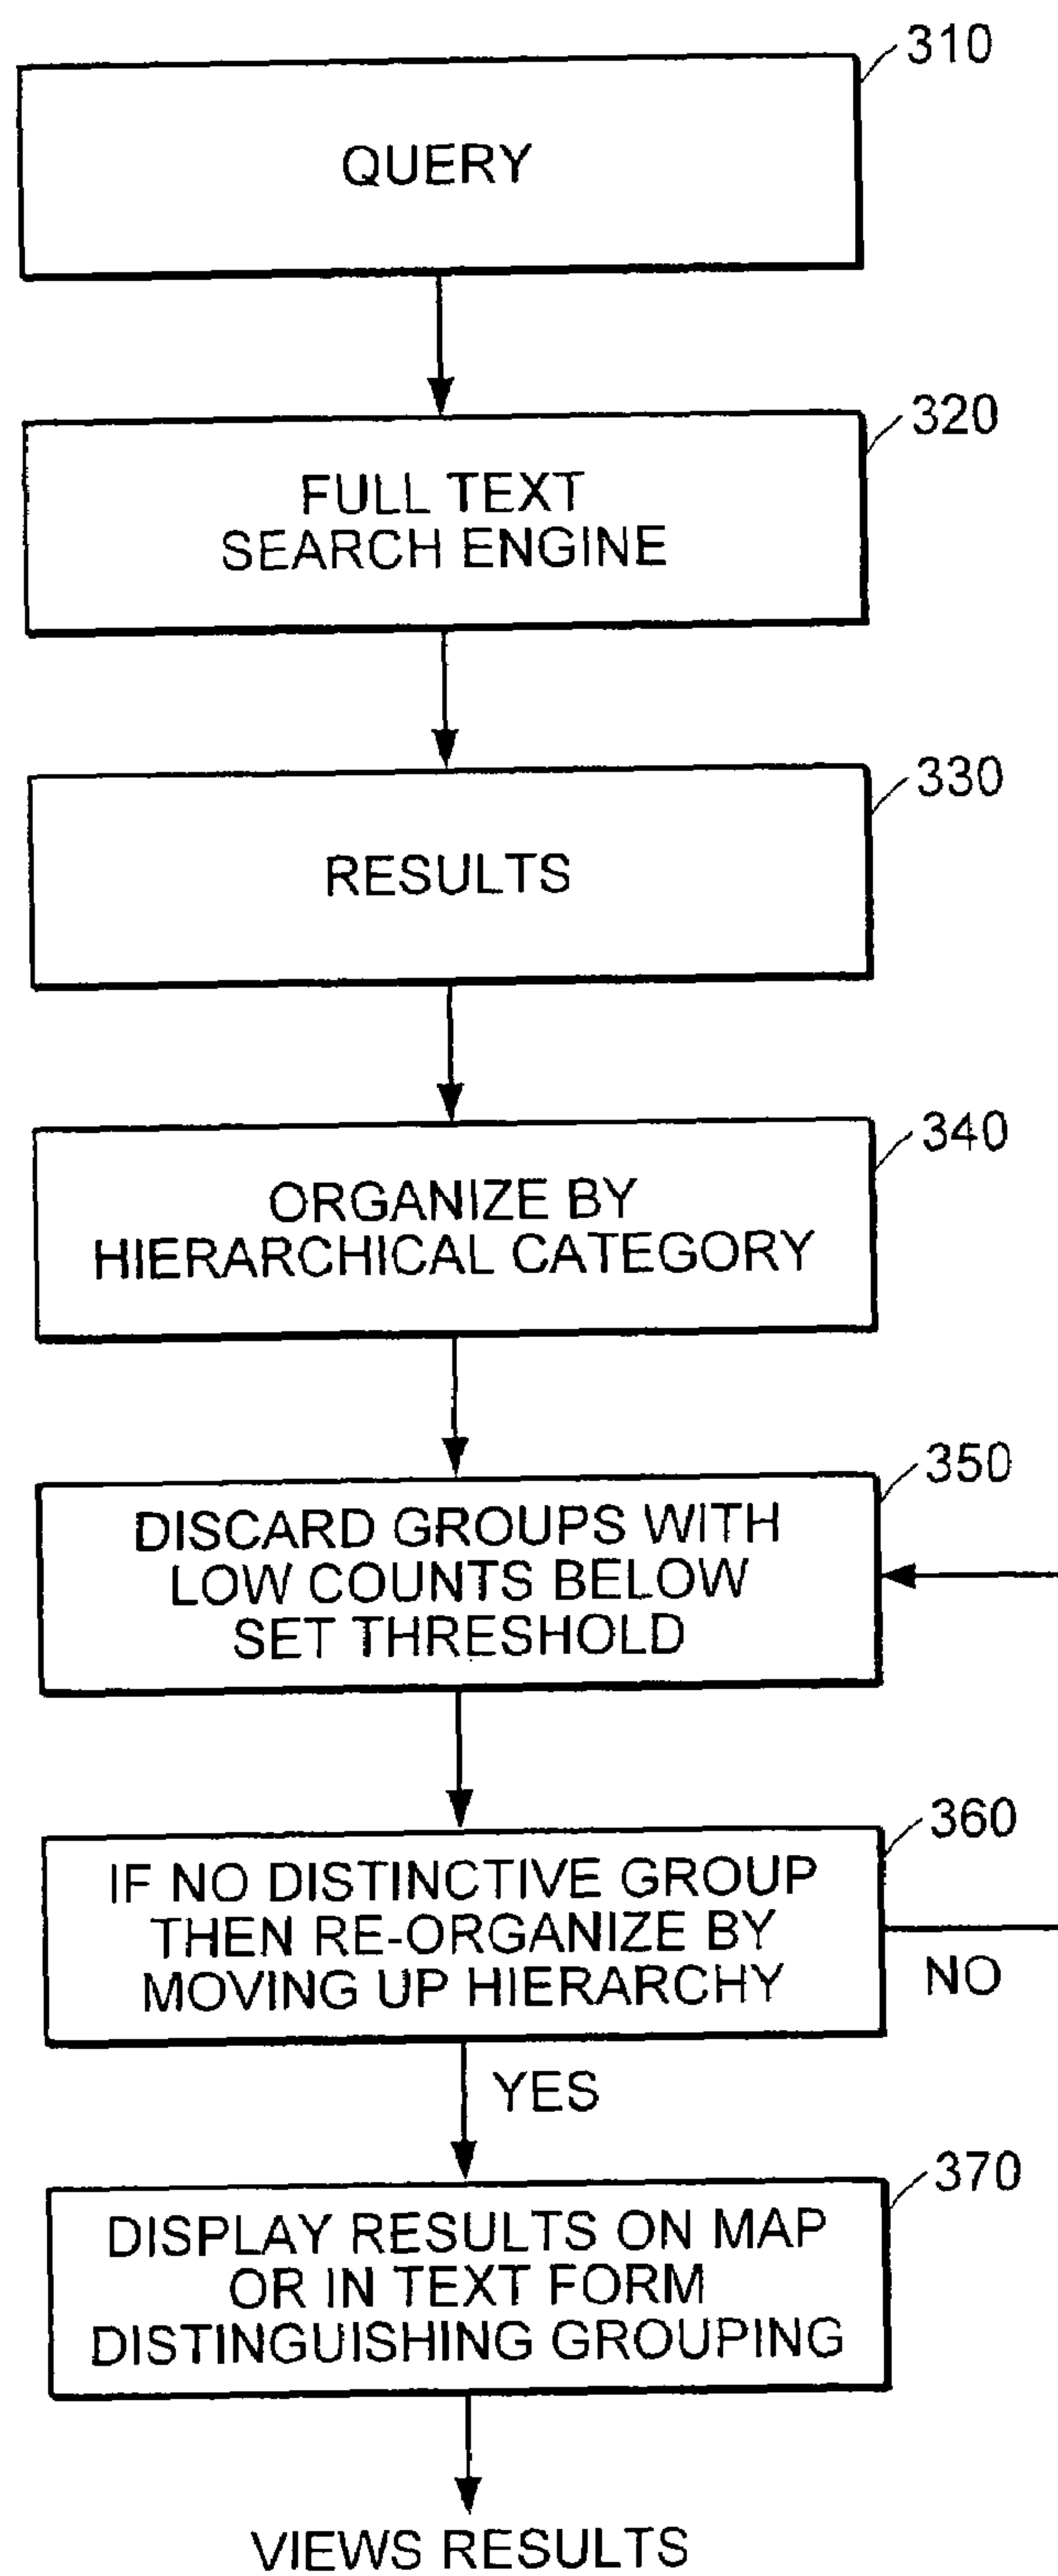 310
QUERY
320
FULL TEXT
SEARCH ENGINE
330
RESULTS
340
ORGANIZE BY
HIERARCHICAL CATEGORY
350
DISCARD GROUPS WITH
LOW COUNTS BELOW
SET THRESHOLD
360
IF NO DISTINCTIVE GROUP
THEN RE-ORGANIZE BY
MOVING UP HIERARCHY
NO
YES
370
DISPLAY RESULTS ON MAP
OR IN TEXT FORM
DISTINGUISHING GROUPING
VIEWS RESULTS